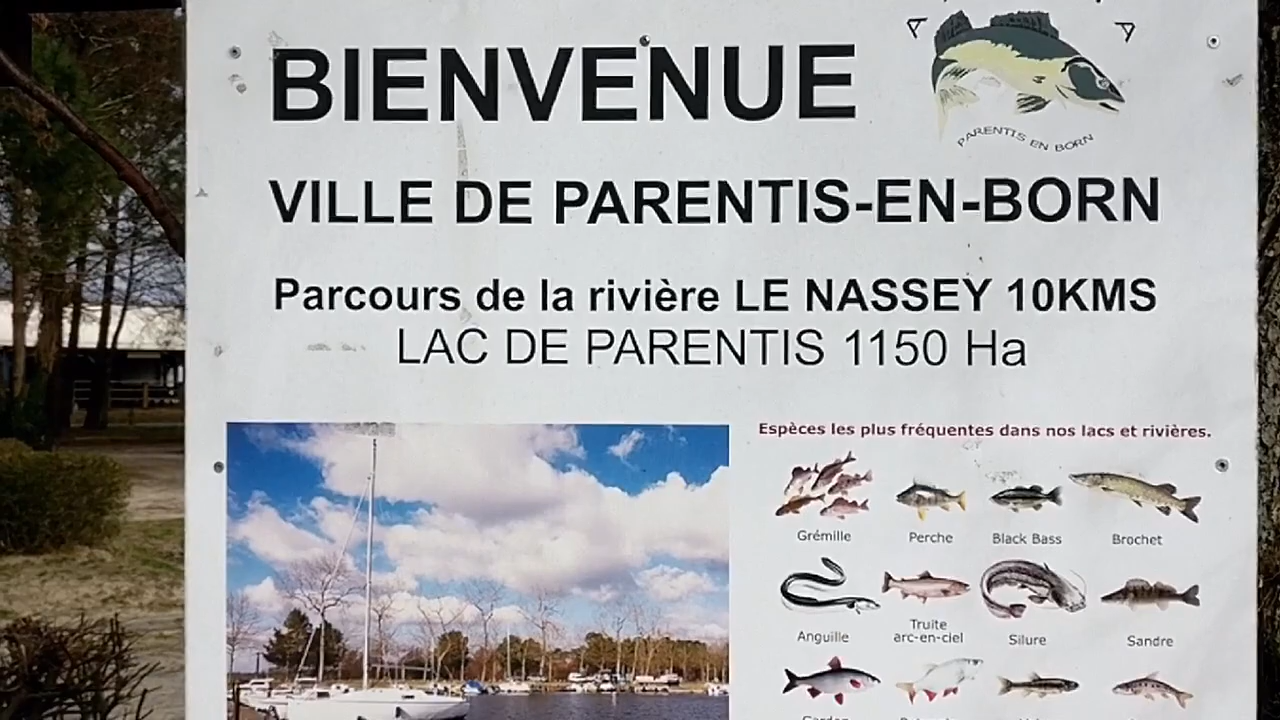 BIENVENUE
PARENTIS EN BORN
VILLE DE PARENTIS-EN-BORN
Parcours de la rivière LE NASSEY 10KMS
LAC DE PARENTIS 1150 Ha
Espèces les plus fréquentes dans nos lacs et rivières.
Grémille Perche Black Bass Brochet
Anguille Truite arc-en-ciel Silure Sandre